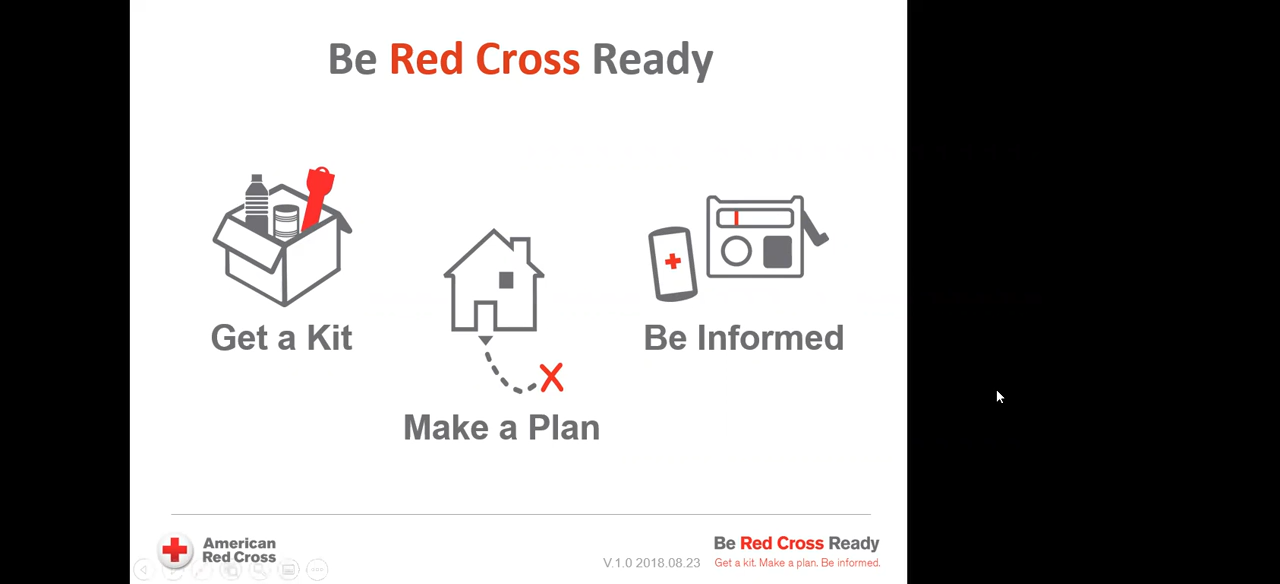 Be Red Cross Ready
Get a Kit
Be Informed
Make a Plan
American
Red Cross
Be Red Cross Ready
V.1.0 2018.08.23
Get a kit. Make a plan. Be informed.